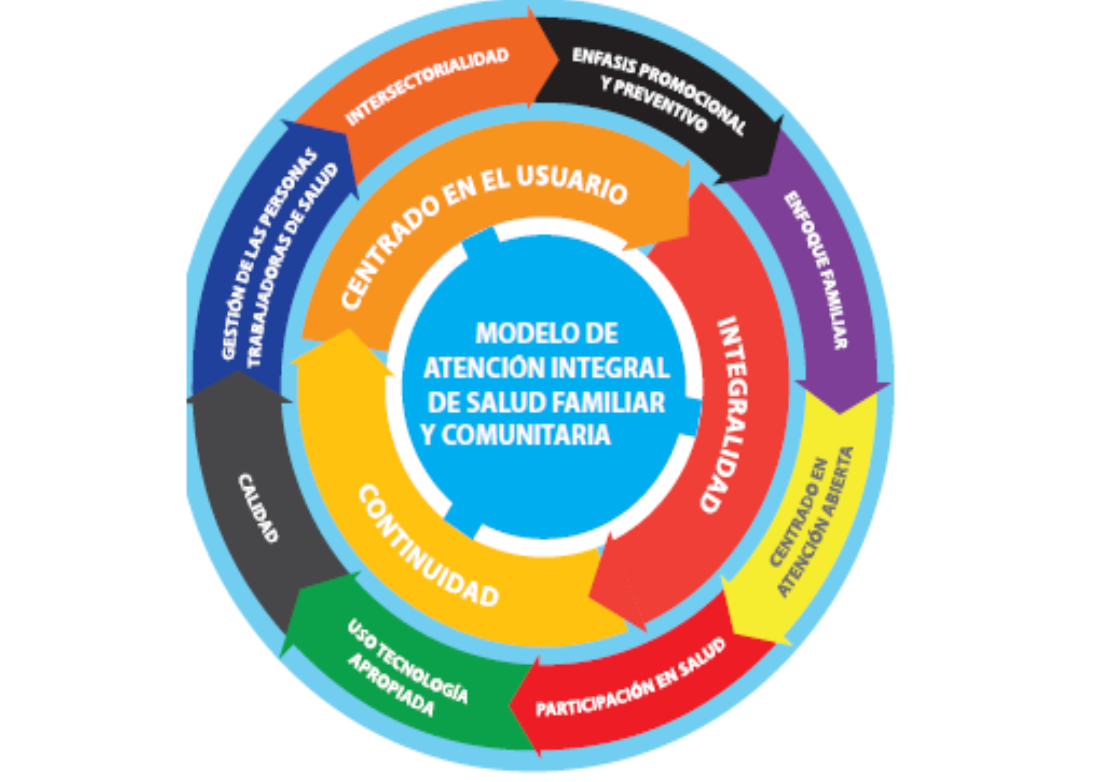 MODELO DE
ATENCIÓN INTEGRAL
DE SALUD FAMILIAR
Y COMUNITARIA
CENTRADO EN EL USUARIO
INTEGRALIDAD
CONTINUIDAD
INTERSECTORIALIDAD
ENFASIS PROMOCIONAL
Y PREVENTIVO
ENFOQUE FAMILIAR
CENTRADO EN
ATENCIÓN ABIERTA
PARTICIPACIÓN EN SALUD
USO TECNOLOGÍA
APROPIADA
CALIDAD
GESTIÓN DE LAS PERSONAS
TRABAJADORAS DE SALUD